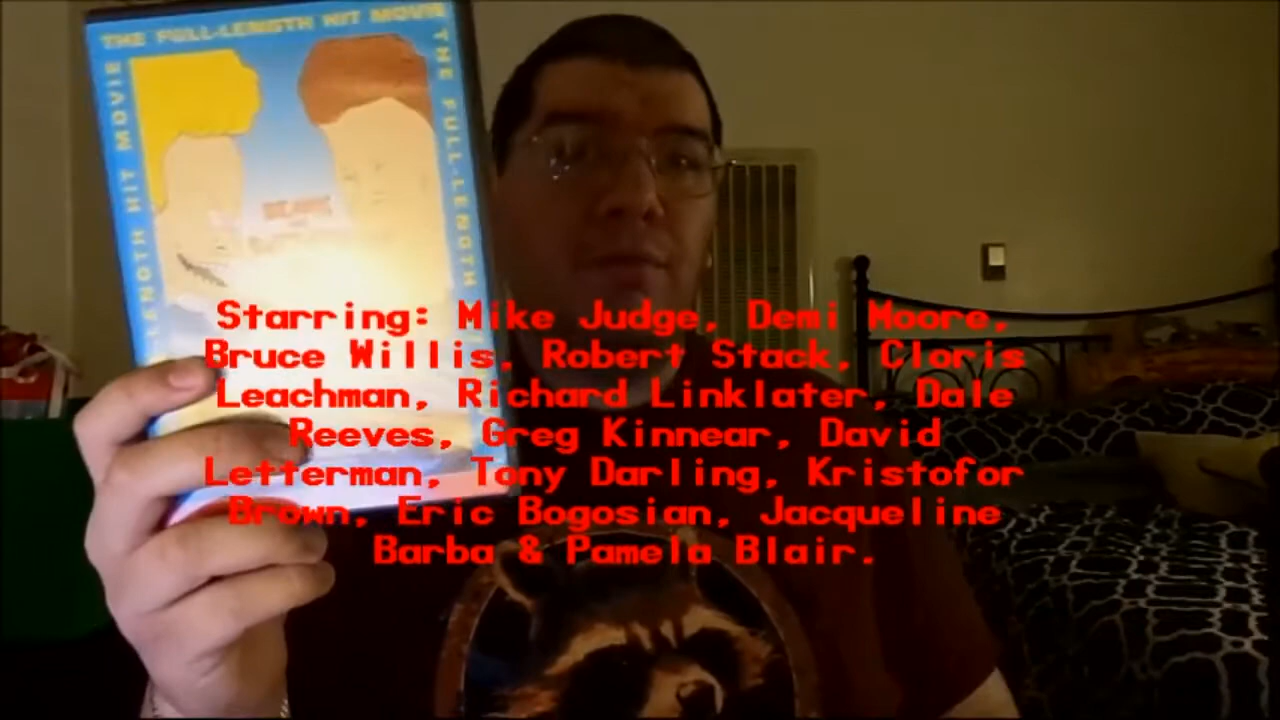 THE FULL-LENGTH HIT MOVIE
THE FULL-LENGTH
LENGTH HIT MOVIE
Starring: Mike Judge, Demi Moore,
Bruce Willis, Robert Stack, Cloris
Leachman, Richard Linklater, Dale
Reeves, Greg Kinnear, David
Letterman, Tony Darling, Kristofor
Brown, Eric Bogosian, Jacqueline
Barba & Pamela Blair.